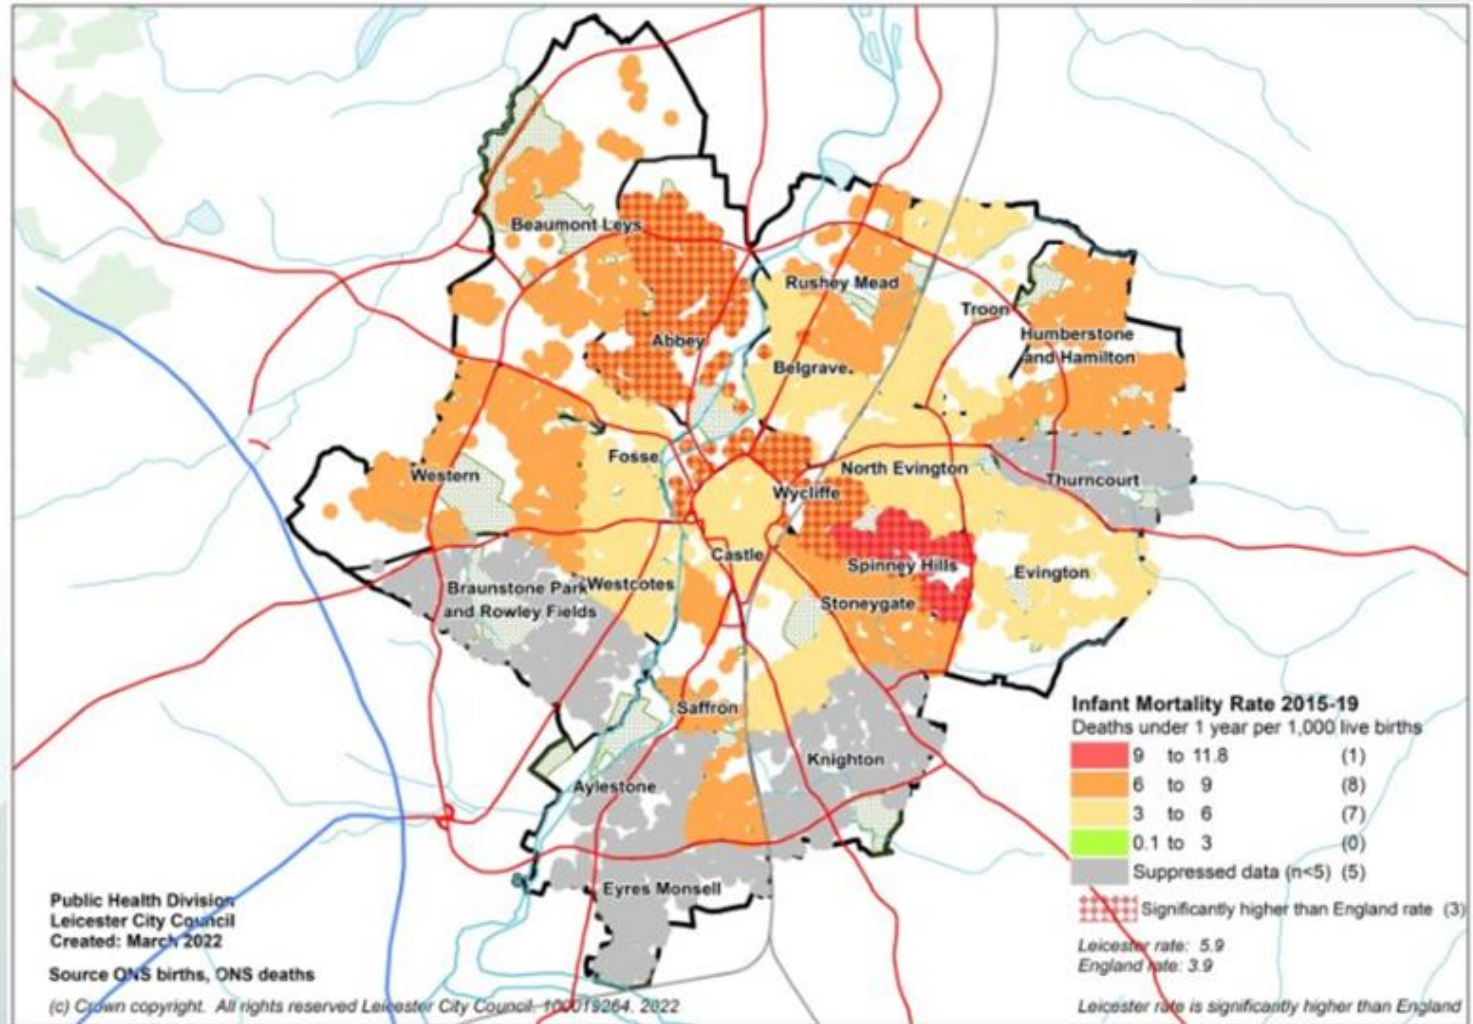 Beaumont Leys
Rushey Mead
Troon
Humberstone
and Hamilton
Abbey
Belgrave
Fosse
North Evington
Western
Thurncourt
Wycliffe
Castle
Spinney Hills
Evington
Braunstone Park
and Rowley Fields
Westcotes
Stoneygate
Saffron
Knighton
Aylestone
Eyres Monsell
Infant Mortality Rate 2015-19
Deaths under 1 year per 1,000 live births
9 to 11.8 (1)
6 to 9 (8)
3 to 6 (7)
0.1 to 3 (0)
Suppressed data (n<5) (5)
Significantly higher than England rate (3)
Leicester rate: 5.9
England rate: 3.9
Leicester rate is significantly higher than England
Public Health Division
Leicester City Council
Created: March 2022
Source ONS births, ONS deaths
(c) Crown copyright. All rights reserved Leicester City Council. 100019264. 2022